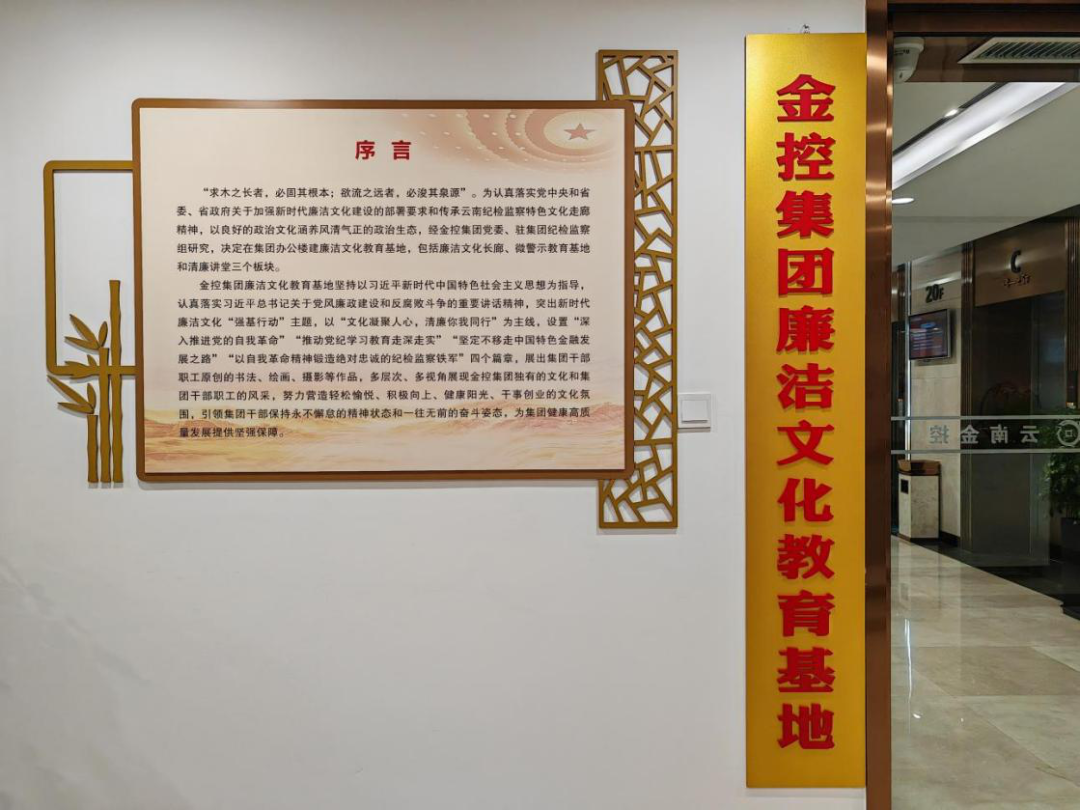 序言
“求木之长者，必固其根本；欲流之远者，必浚其泉源”。为认真落实党中央和省
委、省政府关于加强新时代廉洁文化建设的部署要求和传承云南纪检监察特色文化走廊
精神，以良好的政治文化涵养风清气正的政治生态，经金控集团党委、驻集团纪检监察
组研究，决定在集团办公楼建廉洁文化教育基地，包括廉洁文化长廊、微警示教育基地
和清廉讲堂三个板块。
金控集团廉洁文化教育基地坚持以习近平新时代中国特色社会主义思想为指导，
认真落实习近平总书记关于党风廉政建设和反腐败斗争的重要讲话精神，突出新时代
廉洁文化“强基行动”主题，以“文化凝聚人心，清廉你我同行”为主线，设置“深
入推进党的自我革命”“推动党纪学习教育走深走实”“坚定不移走中国特色金融发
展之路”“以自我革命精神锻造绝对忠诚的纪检监察铁军”四个篇章，展出集团干部
职工原创的书法、绘画、摄影等作品，多层次、多视角展现金控集团独有的文化和集
团干部职工的风采，努力营造轻松愉悦、积极向上、健康阳光、干事创业的文化氛
围，引领集团干部保持永不懈怠的精神状态和一往无前的奋斗姿态，为集团健康高质
量发展提供坚强保障。
金控集团廉洁文化教育基地
20F
C
云南金控